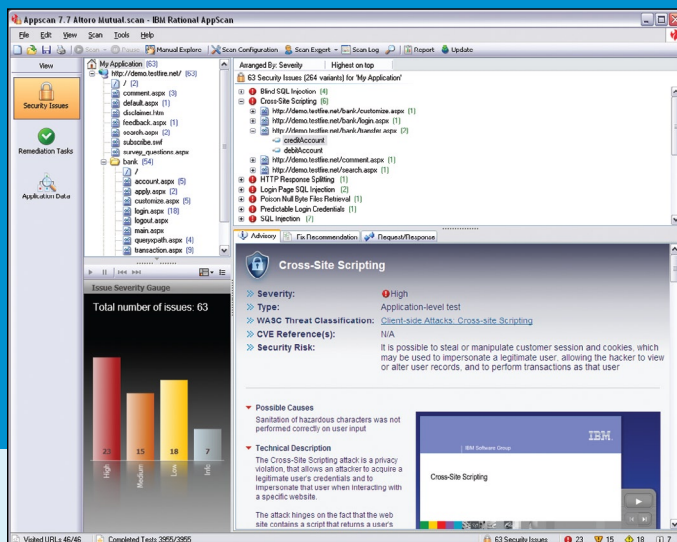 Appscan 7.7 Altoro Mutual.scan - IBM Rational AppScan
File Edit View Scan Tools Help
Scan Pause Manual Explore Scan Configuration Scan Expert Scan Log Report Update
View
Security Issues
Remediation Tasks
Application Data
My Application (63)
http://demo.testfire.net/ (63)
/ (2)
comment.aspx (3)
default.aspx (1)
disclaimer.htm
feedback.aspx (1)
search.aspx (2)
subscribe.swf
survey_questions.aspx
bank (54)
/
account.aspx (5)
apply.aspx (2)
customize.aspx (5)
login.aspx (18)
logout.aspx
main.aspx
queryxpath.aspx (4)
transaction.aspx (9)
Issue Severity Gauge
Total number of issues: 63
23
15
18
7
High
Medium
Low
Info
Arranged By: Severity Highest on top
63 Security Issues (264 variants) for 'My Application'
Blind SQL Injection (4)
Cross-Site Scripting (6)
http://demo.testfire.net/bank/customize.aspx (1)
http://demo.testfire.net/bank/login.aspx (1)
http://demo.testfire.net/bank/transfer.aspx (2)
creditAccount
debitAccount
http://demo.testfire.net/comment.aspx (1)
http://demo.testfire.net/search.aspx (1)
HTTP Response Splitting (1)
Login Page SQL Injection (2)
Poison Null Byte Files Retrieval (1)
Predictable Login Credentials (1)
SQL Injection (7)
Advisory Fix Recommendation Request/Response
Cross-Site Scripting
Severity: High
Type: Application-level test
WASC Threat Classification: Client-side Attacks: Cross-site Scripting
CVE Reference(s): N/A
Security Risk: It is possible to steal or manipulate customer session and cookies, which
may be used to impersonate a legitimate user, allowing the hacker to view
or alter user records, and to perform transactions as that user
Possible Causes
Sanitation of hazardous characters was not
performed correctly on user input
Technical Description
The Cross-Site Scripting attack is a privacy
violation, that allows an attacker to acquire a
legitimate user's credentials and to
impersonate that user when interacting with
a specific website.
The attack hinges on the fact that the web
site contains a script that returns a user's
IBM Software Group
IBM.
Cross-Site Scripting
Visited URLs 46/46 Completed Tests 3955/3955 63 Security Issues 23 15 18 7